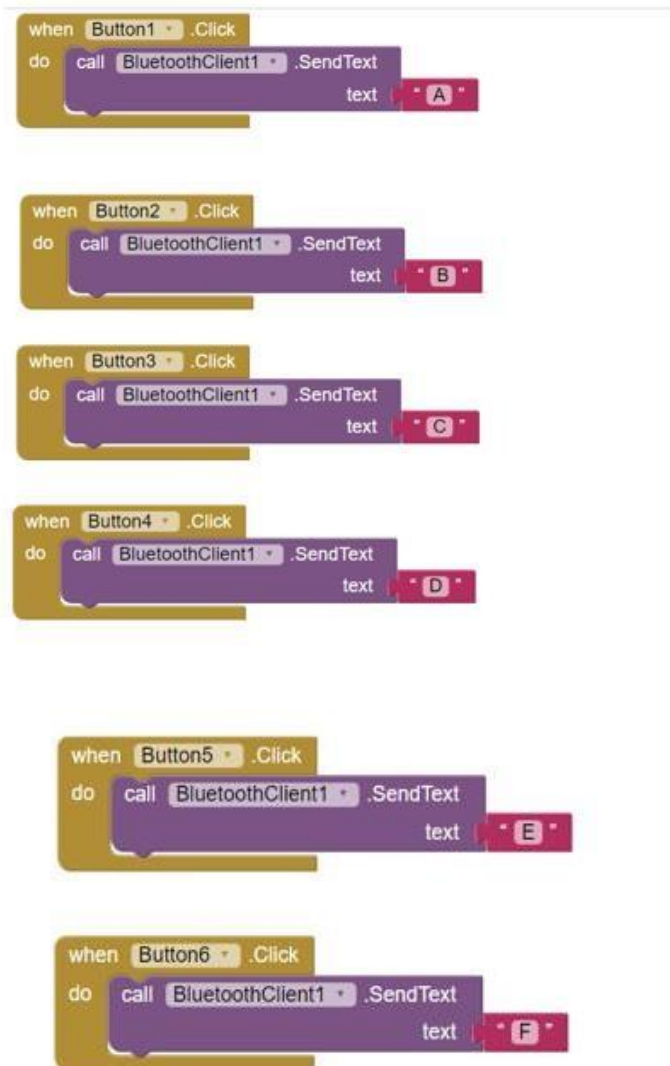 when Button1 .Click
do call BluetoothClient1 .SendText
text " A "
when Button2 .Click
do call BluetoothClient1 .SendText
text " B "
when Button3 .Click
do call BluetoothClient1 .SendText
text " C "
when Button4 .Click
do call BluetoothClient1 .SendText
text " D "
when Button5 .Click
do call BluetoothClient1 .SendText
text " E "
when Button6 .Click
do call BluetoothClient1 .SendText
text " F "